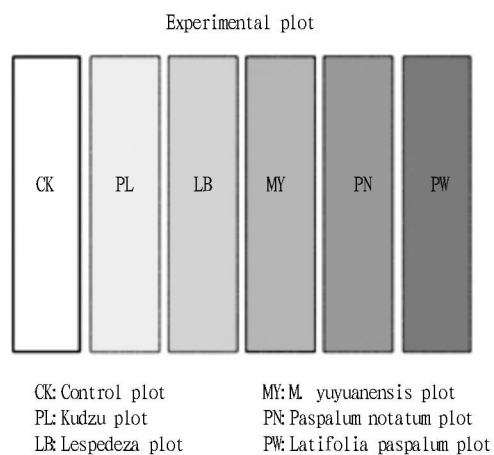 Experimental plot
CK PL LB MY PN PW
CK: Control plot MY: M. yuyuanensis plot
PL: Kudzu plot PN: Paspalum notatum plot
LB: Lespedeza plot PW: Latifolia paspalum plot